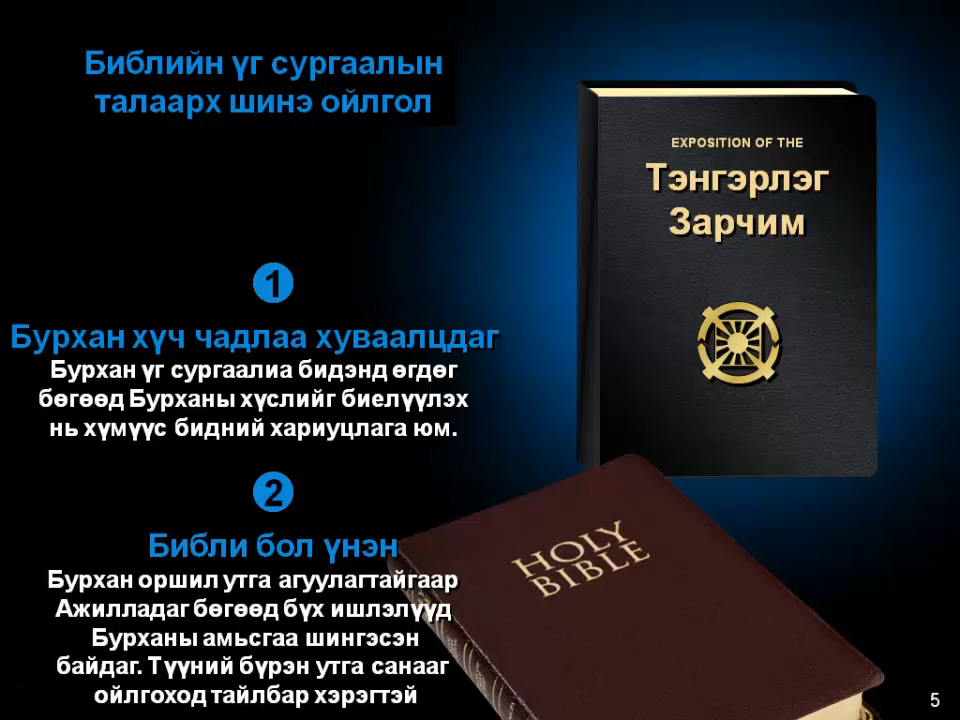 Библийн үг сургаалын
талаарх шинэ ойлгол
EXPOSITION OF THE
Тэнгэрлэг
Зарчим
1
Бурхан хүч чадлаа хуваалцдаг
Бурхан үг сургаалиа бидэнд өгдөг
бөгөөд Бурханы хүслийг биелүүлэх
нь хүмүүс бидний хариуцлага юм.
2
Библи бол үнэн
Бурхан оршил утга агуулагтайгаар
Ажилладаг бөгөөд бүх ишлэлүүд
Бурханы амьсгаа шингэсэн
байдаг. Түүний бүрэн утга санааг
ойлгоход тайлбар хэрэгтэй
HOLY
BIBLE
5